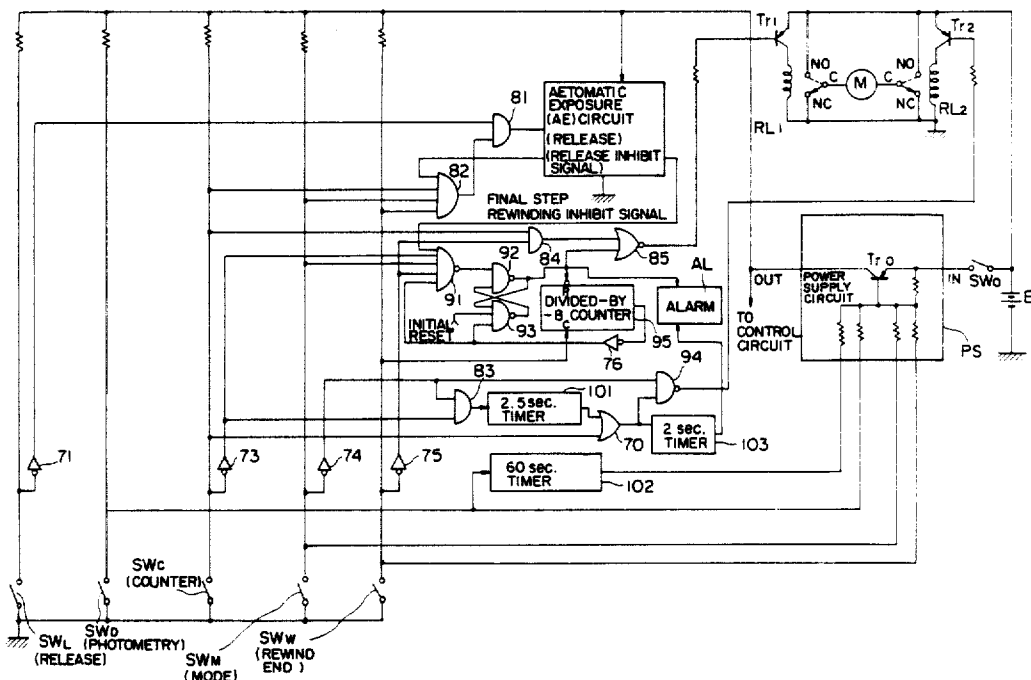 Tr1
Tr2
NO
C
M
C
NO
NC
NC
RL1
RL2
81
AETOMATIC
EXPOSURE
(AE) CIRCUIT
(RELEASE)
(RELEASE INHIBIT
SIGNAL)
82
FINAL STEP
REWINDING INHIBIT SIGNAL
84
85
91
92
R
DIVIDED-BY
-8 COUNTER
C
93
INITIAL
RESET
95
76
AL
ALARM
94
OUT
TO
CONTROL
CIRCUIT
POWER
SUPPLY
CIRCUIT
Tr0
IN
SWo
E
PS
83
101
2.5 sec.
TIMER
70
2 sec.
TIMER
103
60 sec.
TIMER
102
71
73
74
75
SWC
(COUNTER)
SWL
(RELEASE)
SWD
(PHOTOMETRY)
SWM
(MODE)
SWW
(REWIND
END )